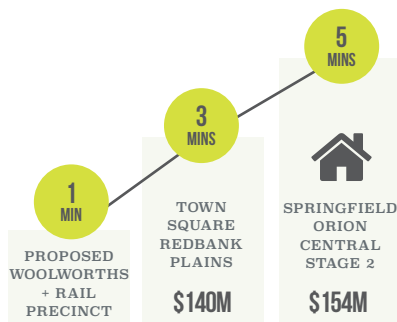 1
MIN
PROPOSED
WOOLWORTHS
+ RAIL
PRECINCT
3
MINS
TOWN
SQUARE
REDBANK
PLAINS
$140M
5
MINS
SPRINGFIELD
ORION
CENTRAL
STAGE 2
$154M